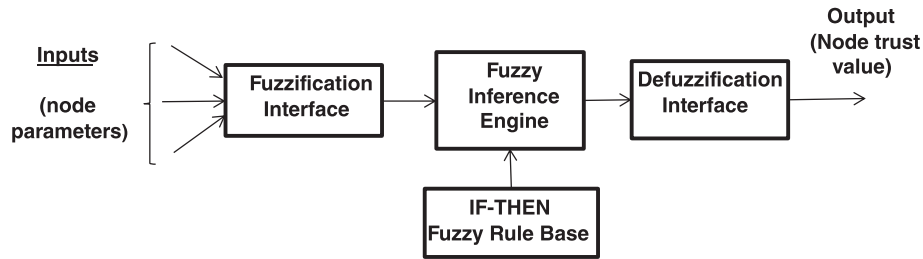 Inputs
(node
parameters)
Fuzzification
Interface
Fuzzy
Inference
Engine
IF-THEN
Fuzzy Rule Base
Defuzzification
Interface
Output
(Node trust
value)